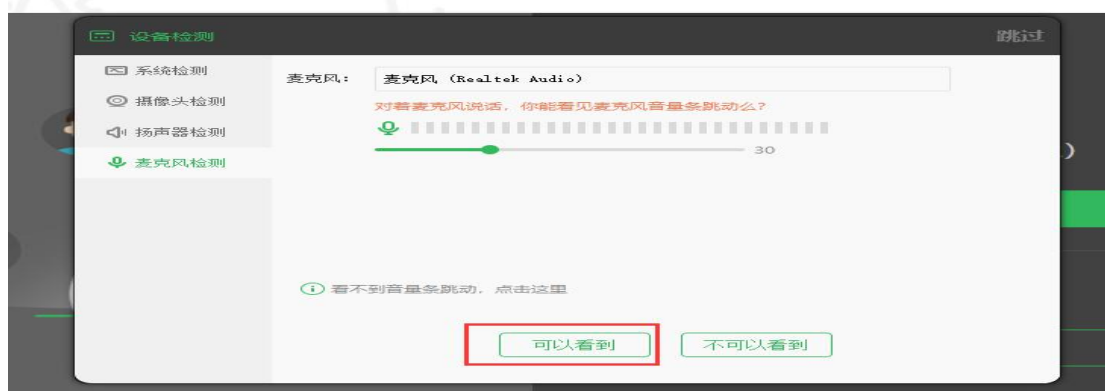 设备检测
跳过
系统检测
摄像头检测
扬声器检测
麦克风检测
麦克风：
麦克风 (Realtek Audio)
对着麦克风说话，你能看见麦克风音量条跳动么?
30
看不到音量条跳动，点击这里
可以看到
不可以看到
)